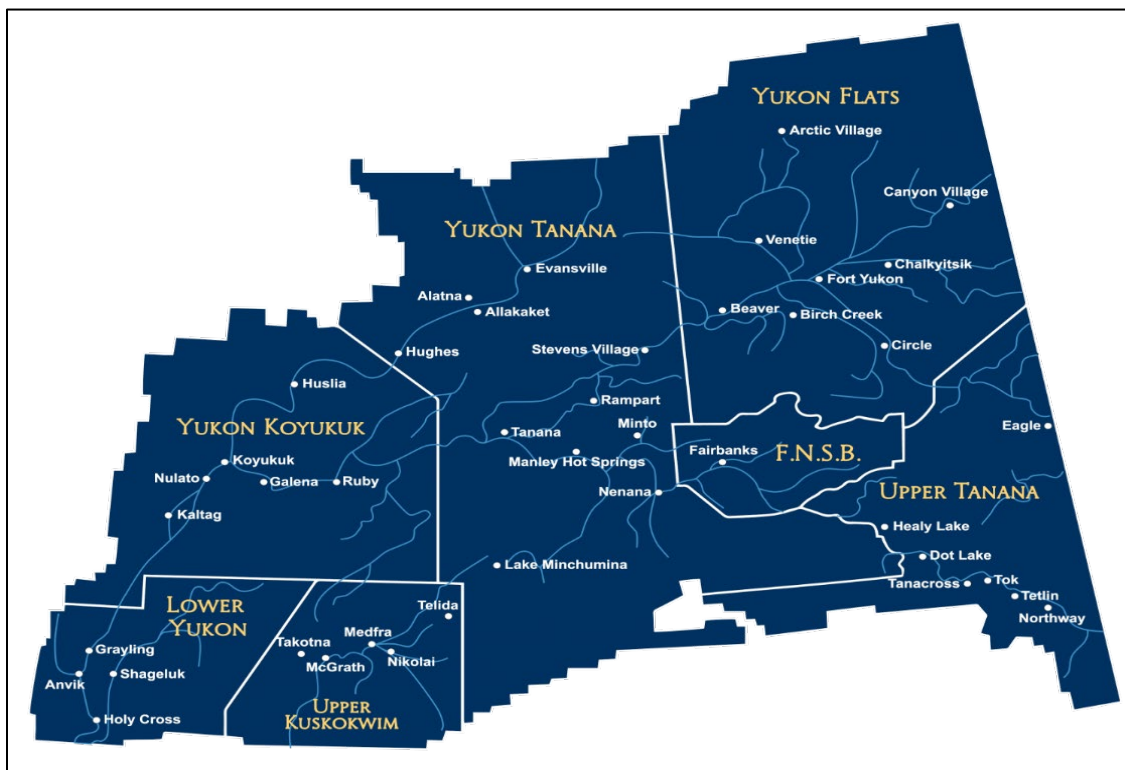 Yukon Flats
Arctic Village
Canyon Village
Yukon Tanana
Venetie
Evansville
Chalkyitsik
Fort Yukon
Alatna
Allakaket
Beaver
Birch Creek
Hughes
Stevens Village
Circle
Huslia
Rampart
Yukon Koyukuk
Tanana
Minto
Eagle
Fairbanks
F.N.S.B.
Koyukuk
Manley Hot Springs
Nulato
Galena
Ruby
Nenana
Upper Tanana
Kaltag
Healy Lake
Dot Lake
Lake Minchumina
Tanacross
Tok
Tetlin
Northway
Lower
Yukon
Telida
Takotna
Medfra
Grayling
McGrath
Nikolai
Anvik
Shageluk
Upper
Kuskokwim
Holy Cross